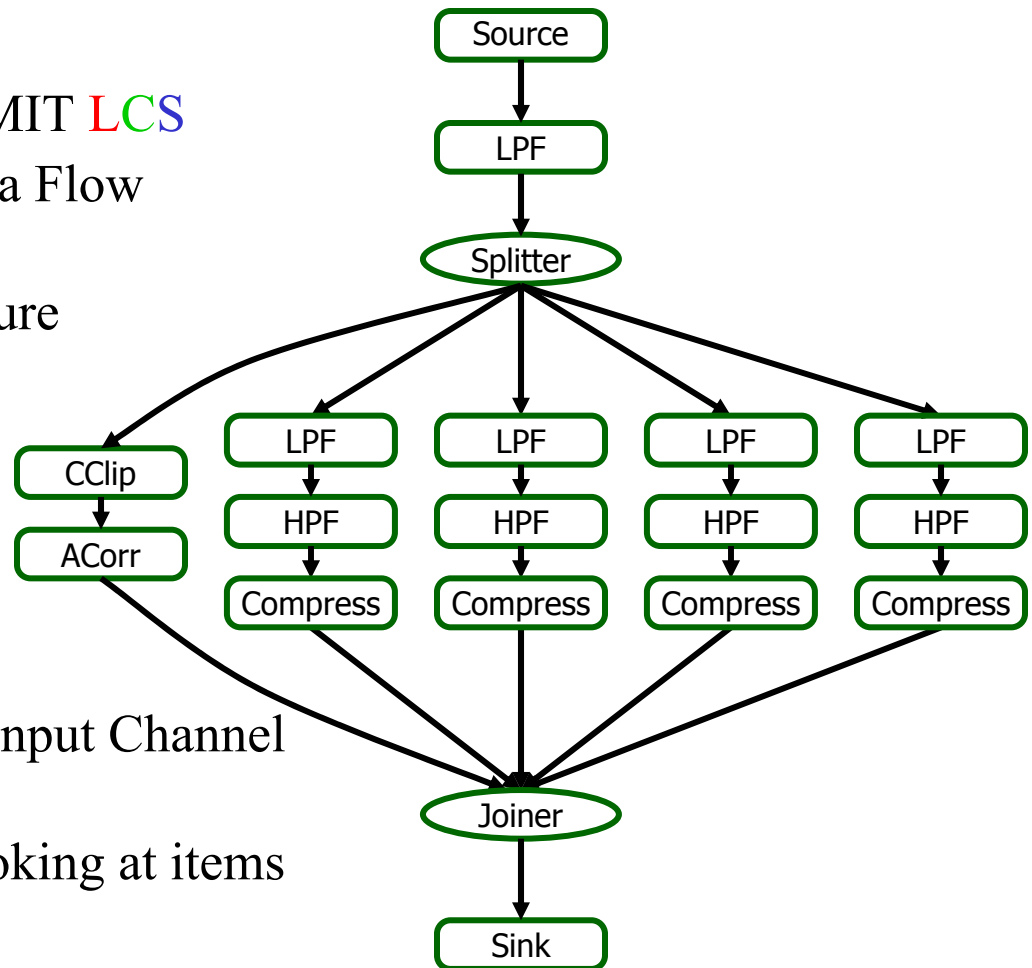 Source
MIT LCS
LPF
a Flow
Splitter
ure
LPF LPF LPF LPF
CClip
HPF HPF HPF HPF
ACorr
Compress Compress Compress Compress
nput Channel
Joiner
oking at items
Sink